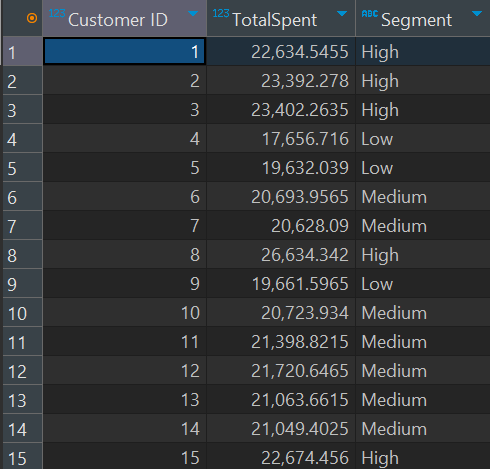 123 Customer ID 123 TotalSpent ABC Segment
1 1 22,634.5455 High
2 2 23,392.278 High
3 3 23,402.2635 High
4 4 17,656.716 Low
5 5 19,632.039 Low
6 6 20,693.9565 Medium
7 7 20,628.09 Medium
8 8 26,634.342 High
9 9 19,661.5965 Low
10 10 20,723.934 Medium
11 11 21,398.8215 Medium
12 12 21,720.6465 Medium
13 13 21,063.6615 Medium
14 14 21,049.4025 Medium
15 15 22,674.456 High